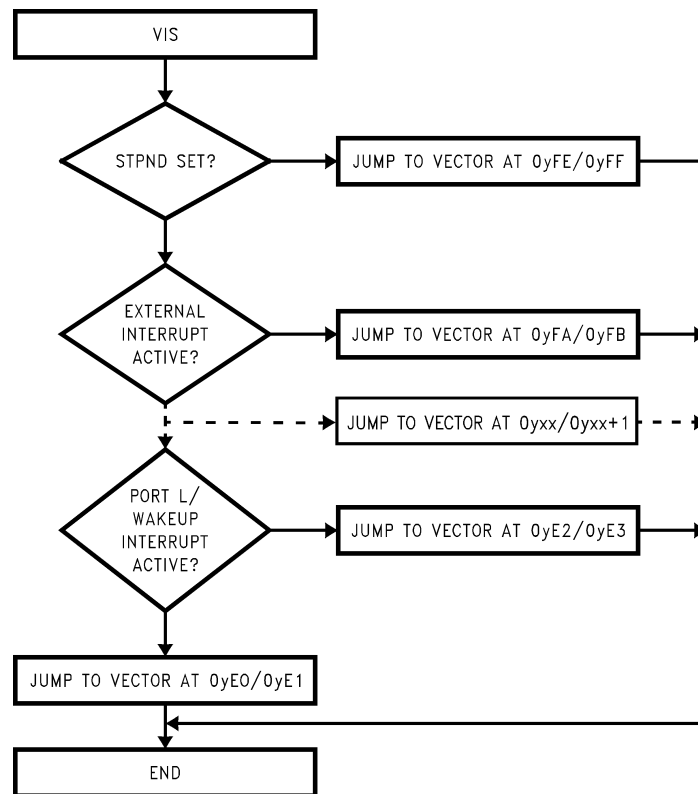 VIS
STPND SET?
JUMP TO VECTOR AT 0yFE/0yFF
EXTERNAL
INTERRUPT
ACTIVE?
JUMP TO VECTOR AT 0yFA/0yFB
JUMP TO VECTOR AT 0yxx/0yxx+1
PORT L/
WAKEUP
INTERRUPT
ACTIVE?
JUMP TO VECTOR AT 0yE2/0yE3
JUMP TO VECTOR AT 0yE0/0yE1
END